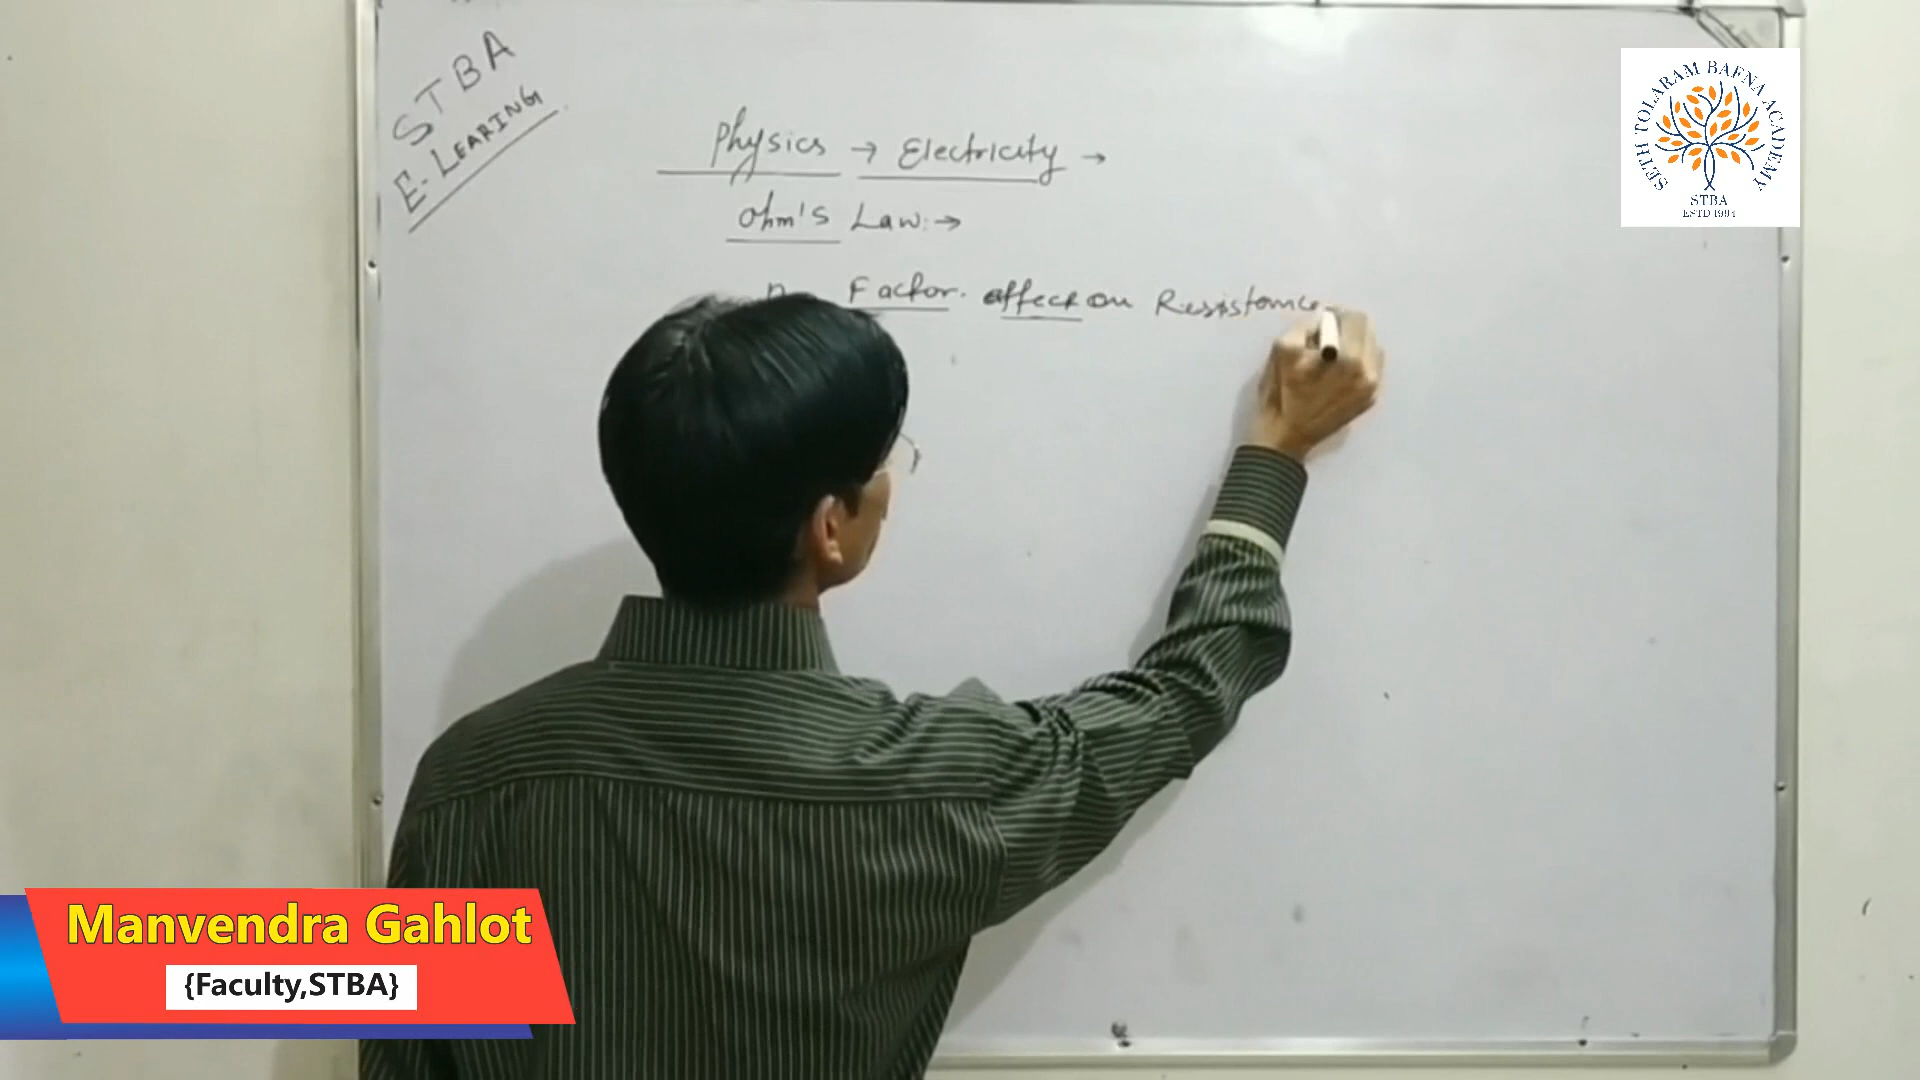 STBA
E-LEARING
Physics → Electricity →
Ohm's Law :→
Factor. affect on Resistance
SETH TOLARAM BAFNA ACADEMY
STBA
ESTD 1994
Manvendra Gahlot
{Faculty,STBA}